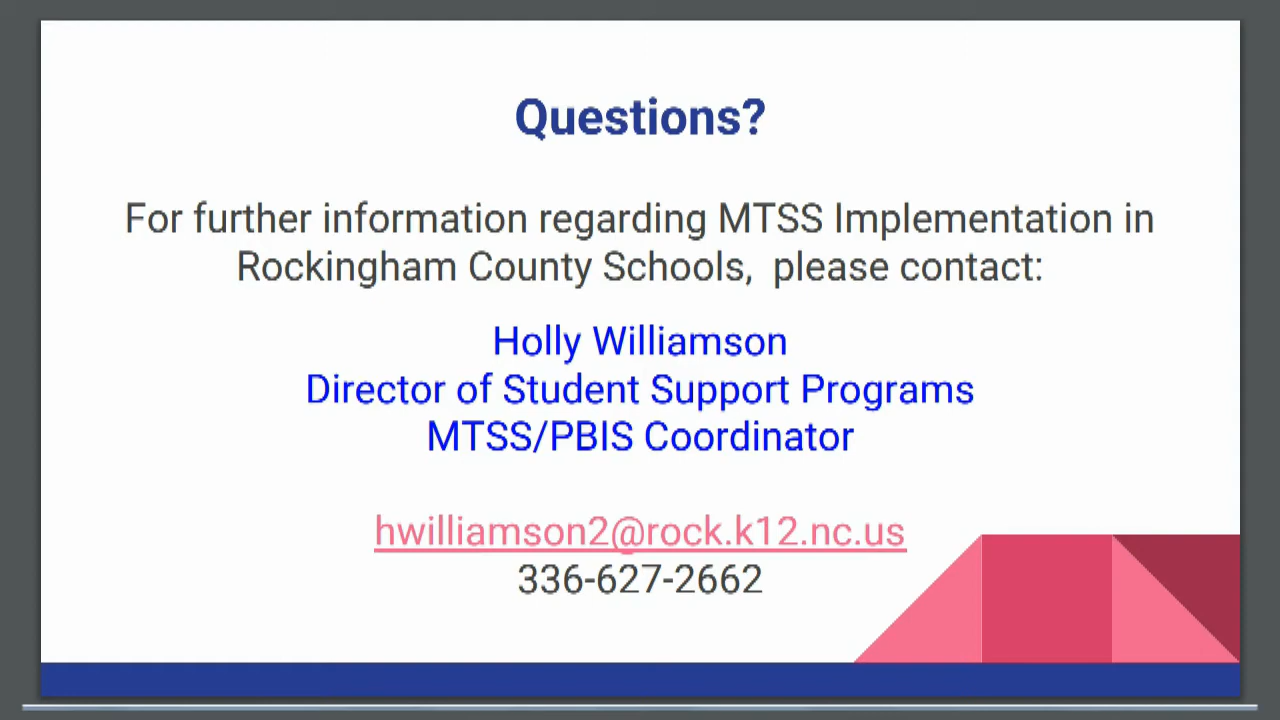 Questions?
For further information regarding MTSS Implementation in
Rockingham County Schools,  please contact:
Holly Williamson
Director of Student Support Programs
MTSS/PBIS Coordinator
hwilliamson2@rock.k12.nc.us
336-627-2662